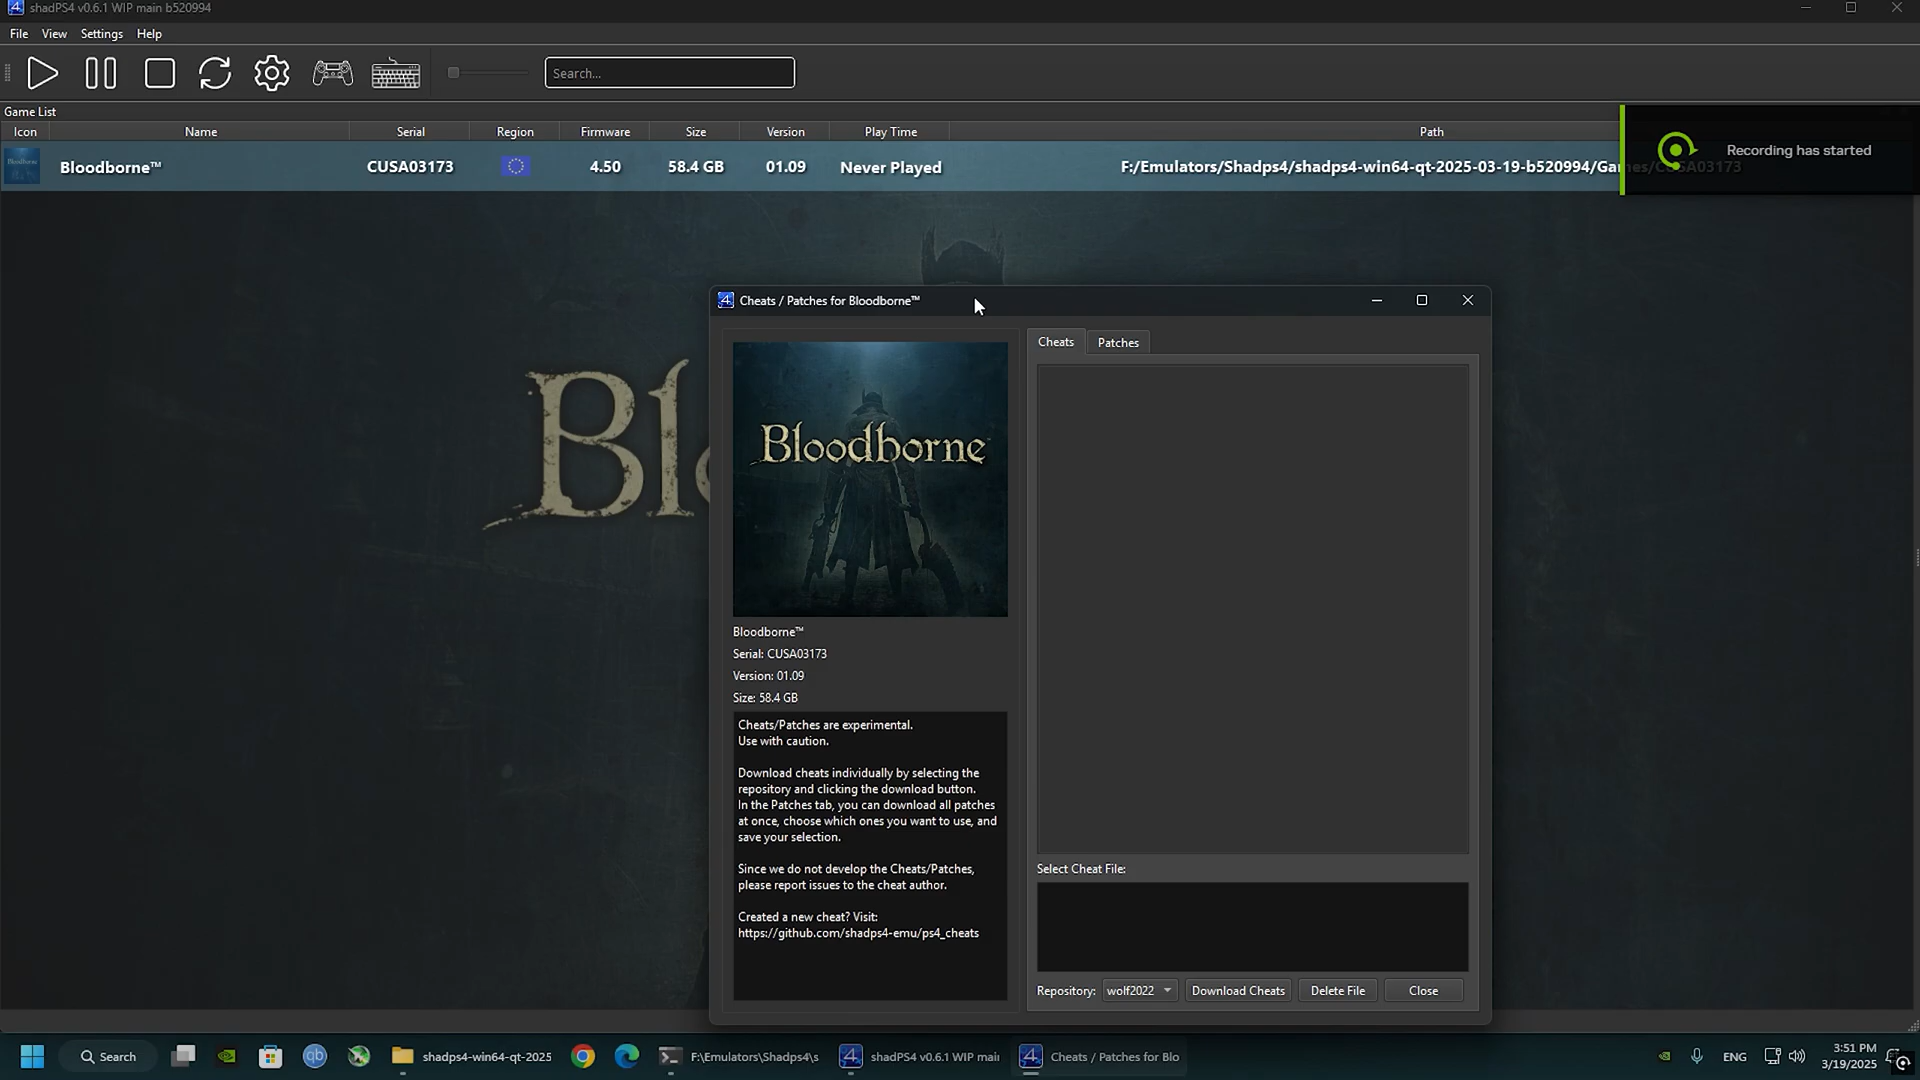 shadPS4 v0.6.1 WIP main b520994
File View Settings Help
Search...
Game List
Icon Name Serial Region Firmware Size Version Play Time Path
Bloodborne™ CUSA03173 4.50 58.4 GB 01.09 Never Played F:/Emulators/Shadps4/shadps4-win64-qt-2025-03-19-b520994/Games/CUSA03173
Recording has started
Bl
Cheats / Patches for Bloodborne™
Cheats Patches
Bloodborne
Bloodborne™
Serial: CUSA03173
Version: 01.09
Size: 58.4 GB
Cheats/Patches are experimental.
Use with caution.
Download cheats individually by selecting the
repository and clicking the download button.
In the Patches tab, you can download all patches
at once, choose which ones you want to use, and
save your selection.
Since we do not develop the Cheats/Patches,
please report issues to the cheat author.
Created a new cheat? Visit:
https://github.com/shadps4-emu/ps4_cheats
Select Cheat File:
Repository: wolf2022 Download Cheats Delete File Close
Search shadps4-win64-qt-2025 F:\Emulators\Shadps4\s shadPS4 v0.6.1 WIP mai Cheats / Patches for Blo ENG 3:51 PM
3/19/2025